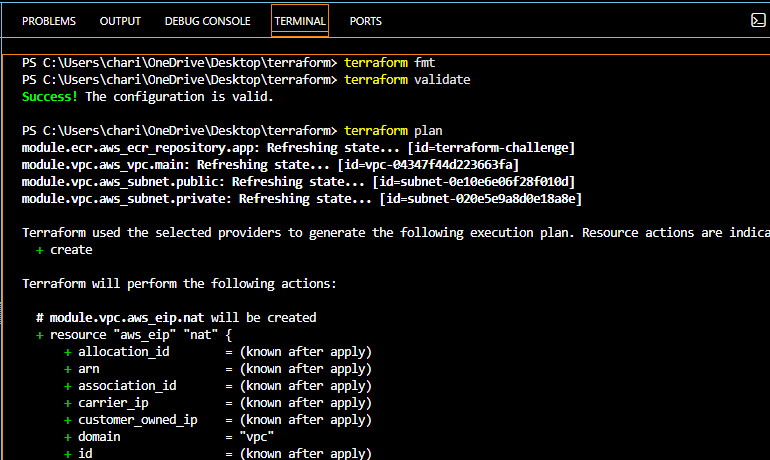 PROBLEMS OUTPUT DEBUG CONSOLE TERMINAL PORTS
PS C:\Users\chari\OneDrive\Desktop\terraform> terraform fmt
PS C:\Users\chari\OneDrive\Desktop\terraform> terraform validate
Success! The configuration is valid.
PS C:\Users\chari\OneDrive\Desktop\terraform> terraform plan
module.ecr.aws_ecr_repository.app: Refreshing state... [id=terraform-challenge]
module.vpc.aws_vpc.main: Refreshing state... [id=vpc-04347f44d223663fa]
module.vpc.aws_subnet.public: Refreshing state... [id=subnet-0e10e6e06f28f010d]
module.vpc.aws_subnet.private: Refreshing state... [id=subnet-020e5e9a8d0e18a8e]
Terraform used the selected providers to generate the following execution plan. Resource actions are indica
+ create
Terraform will perform the following actions:
# module.vpc.aws_eip.nat will be created
+ resource "aws_eip" "nat" {
+ allocation_id = (known after apply)
+ arn = (known after apply)
+ association_id = (known after apply)
+ carrier_ip = (known after apply)
+ customer_owned_ip = (known after apply)
+ domain = "vpc"
+ id = (known after apply)